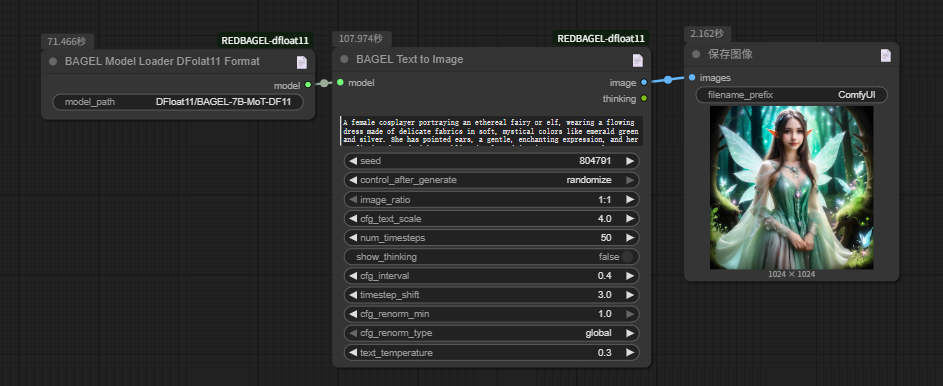 71.466秒
REDBAGEL-dfloat11
BAGEL Model Loader DFolat11 Format
model
model_path DFloat11/BAGEL-7B-MoT-DF11
107.974秒
REDBAGEL-dfloat11
BAGEL Text to Image
model image
thinking
A female cosplayer portraying an ethereal fairy or elf, wearing a flowing
dress made of delicate fabrics in soft, mystical colors like emerald green
and silver. She has pointed ears, a gentle, enchanting expression, and her
seed 804791
control_after_generate randomize
image_ratio 1:1
cfg_text_scale 4.0
num_timesteps 50
show_thinking false
cfg_interval 0.4
timestep_shift 3.0
cfg_renorm_min 1.0
cfg_renorm_type global
text_temperature 0.3
2.162秒
保存图像
images
filename_prefix ComfyUI
1024 × 1024